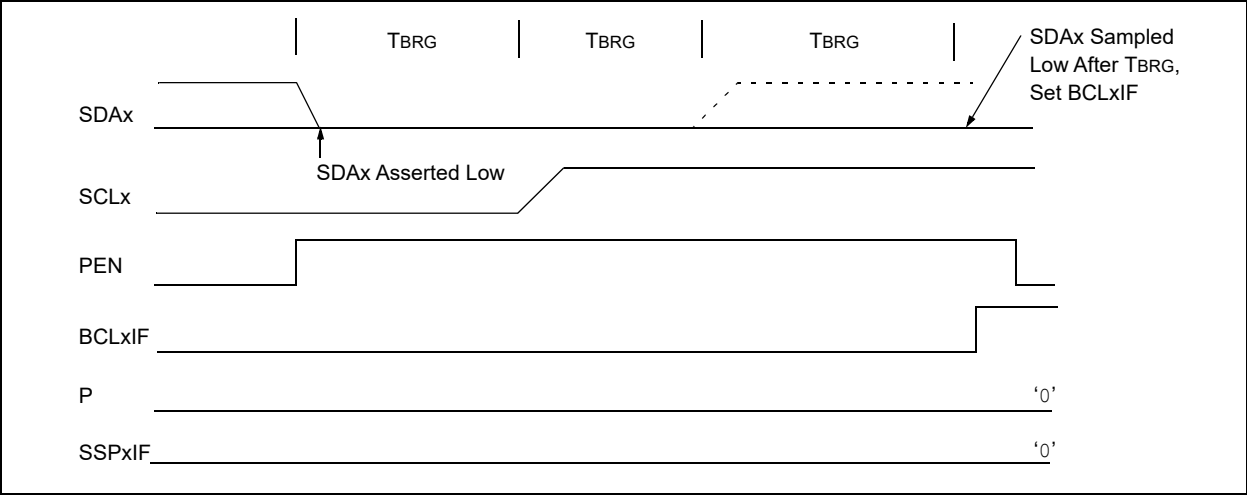 TBRG
TBRG
TBRG
SDAx Sampled
Low After TBRG,
Set BCLxIF
SDAx
SDAx Asserted Low
SCLx
PEN
BCLxIF
P
‘0’
SSPxIF
‘0’